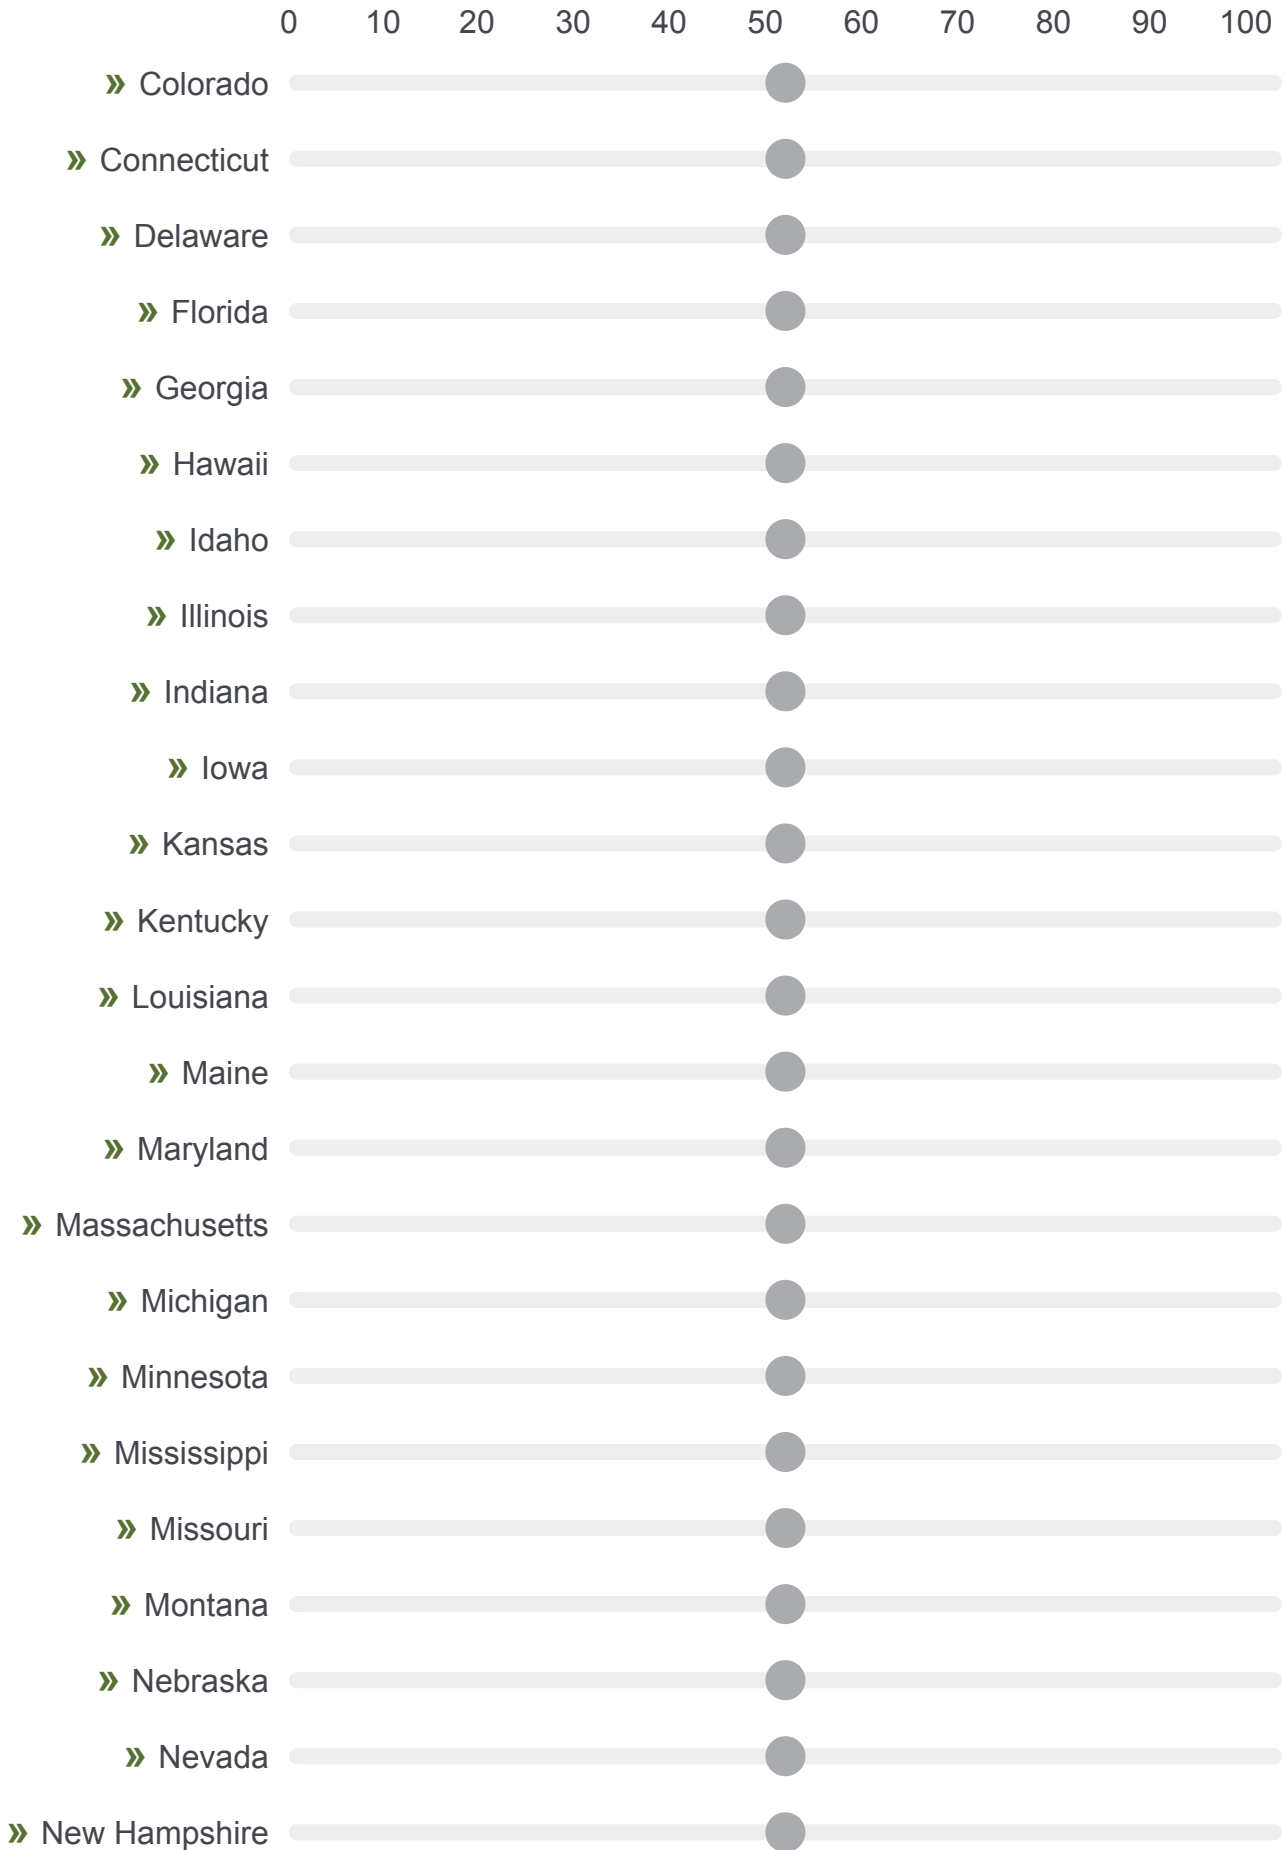 0 10 20 30 40 50 60 70 80 90 100
» Colorado
» Connecticut
» Delaware
» Florida
» Georgia
» Hawaii
» Idaho
» Illinois
» Indiana
» Iowa
» Kansas
» Kentucky
» Louisiana
» Maine
» Maryland
» Massachusetts
» Michigan
» Minnesota
» Mississippi
» Missouri
» Montana
» Nebraska
» Nevada
» New Hampshire